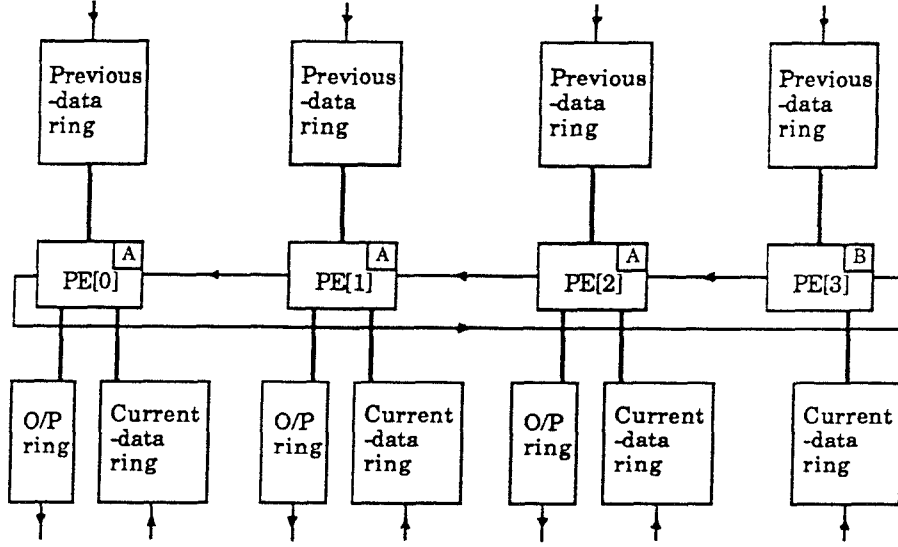 Previous
-data
ring
Previous
-data
ring
Previous
-data
ring
Previous
-data
ring
A
PE[0]
A
PE[1]
A
PE[2]
B
PE[3]
O/P
ring
Current
-data
ring
O/P
ring
Current
-data
ring
O/P
ring
Current
-data
ring
Current
-data
ring